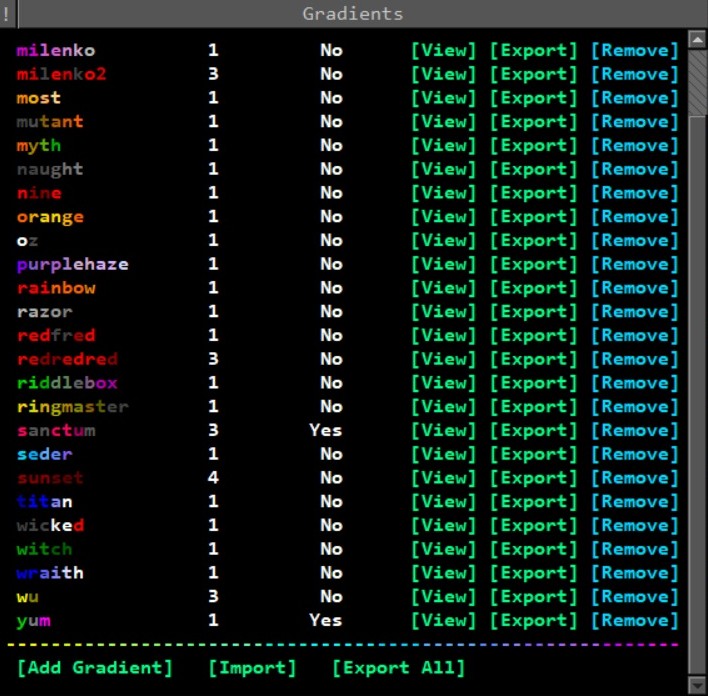 ! Gradients
milenko 1 No [View] [Export] [Remove]
milenko2 3 No [View] [Export] [Remove]
most 1 No [View] [Export] [Remove]
mutant 1 No [View] [Export] [Remove]
myth 1 No [View] [Export] [Remove]
naught 1 No [View] [Export] [Remove]
nine 1 No [View] [Export] [Remove]
orange 1 No [View] [Export] [Remove]
oz 1 No [View] [Export] [Remove]
purplehaze 1 No [View] [Export] [Remove]
rainbow 1 No [View] [Export] [Remove]
razor 1 No [View] [Export] [Remove]
redfred 1 No [View] [Export] [Remove]
redredred 3 No [View] [Export] [Remove]
riddlebox 1 No [View] [Export] [Remove]
ringmaster 1 No [View] [Export] [Remove]
sanctum 3 Yes [View] [Export] [Remove]
seder 1 No [View] [Export] [Remove]
sunset 4 No [View] [Export] [Remove]
titan 1 No [View] [Export] [Remove]
wicked 1 No [View] [Export] [Remove]
witch 1 No [View] [Export] [Remove]
wraith 1 No [View] [Export] [Remove]
wu 3 No [View] [Export] [Remove]
yum 1 Yes [View] [Export] [Remove]
[Add Gradient] [Import] [Export All]